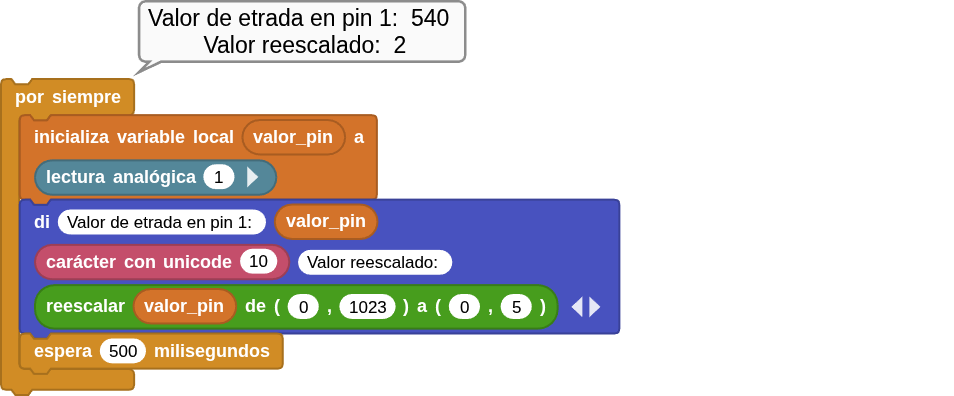 Valor de etrada en pin 1: 540
Valor reescalado: 2
por siempre
inicializa variable local valor_pin a
lectura analógica 1
di Valor de etrada en pin 1: valor_pin
carácter con unicode 10 Valor reescalado:
reescalar valor_pin de ( 0 , 1023 ) a ( 0 , 5 )
espera 500 milisegundos